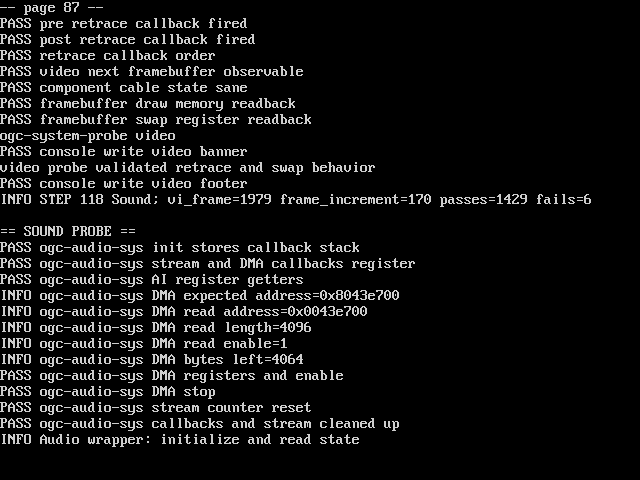 -- page 87 --
PASS pre retrace callback fired
PASS post retrace callback fired
PASS retrace callback order
PASS video next framebuffer observable
PASS component cable state sane
PASS framebuffer draw memory readback
PASS framebuffer swap register readback
ogc-system-probe video
PASS console write video banner
video probe validated retrace and swap behavior
PASS console write video footer
INFO STEP 118 Sound; vi_frame=1979 frame_increment=170 passes=1429 fails=6
== SOUND PROBE ==
PASS ogc-audio-sys init stores callback stack
PASS ogc-audio-sys stream and DMA callbacks register
PASS ogc-audio-sys AI register getters
INFO ogc-audio-sys DMA expected address=0x8043e700
INFO ogc-audio-sys DMA read address=0x0043e700
INFO ogc-audio-sys DMA read length=4096
INFO ogc-audio-sys DMA read enable=1
INFO ogc-audio-sys DMA bytes left=4064
PASS ogc-audio-sys DMA registers and enable
PASS ogc-audio-sys DMA stop
PASS ogc-audio-sys stream counter reset
PASS ogc-audio-sys callbacks and stream cleaned up
INFO Audio wrapper: initialize and read state